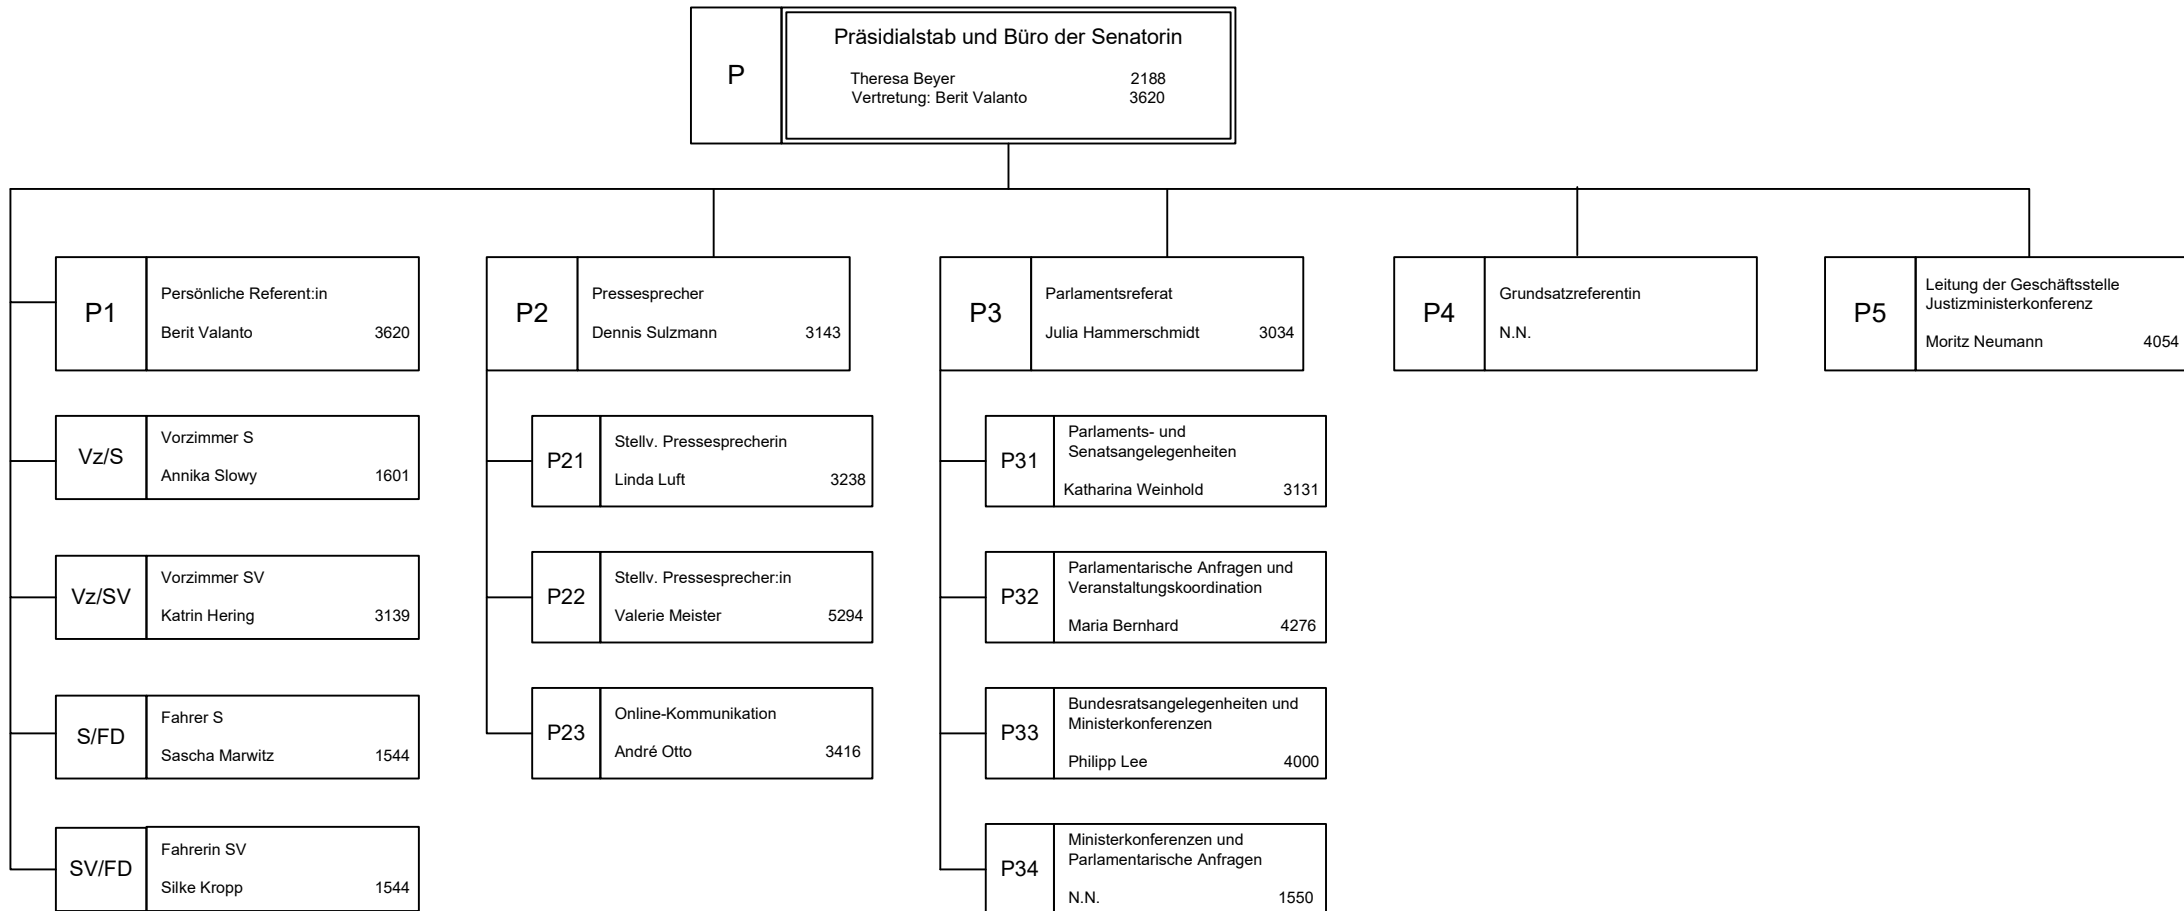 P
Präsidialstab und Büro der Senatorin
Theresa Beyer 2188
Vertretung: Berit Valanto 3620
P1
Persönliche Referent:in
Berit Valanto 3620
Vz/S
Vorzimmer S
Annika Slowy 1601
Vz/SV
Vorzimmer SV
Katrin Hering 3139
S/FD
Fahrer S
Sascha Marwitz 1544
SV/FD
Fahrerin SV
Silke Kropp 1544
P2
Pressesprecher
Dennis Sulzmann 3143
P21
Stellv. Pressesprecherin
Linda Luft 3238
P22
Stellv. Pressesprecher:in
Valerie Meister 5294
P23
Online-Kommunikation
André Otto 3416
P3
Parlamentsreferat
Julia Hammerschmidt 3034
P31
Parlaments- und
Senatsangelegenheiten
Katharina Weinhold 3131
P32
Parlamentarische Anfragen und
Veranstaltungskoordination
Maria Bernhard 4276
P33
Bundesratsangelegenheiten und
Ministerkonferenzen
Philipp Lee 4000
P34
Ministerkonferenzen und
Parlamentarische Anfragen
N.N. 1550
P4
Grundsatzreferentin
N.N.
P5
Leitung der Geschäftsstelle
Justizministerkonferenz
Moritz Neumann 4054